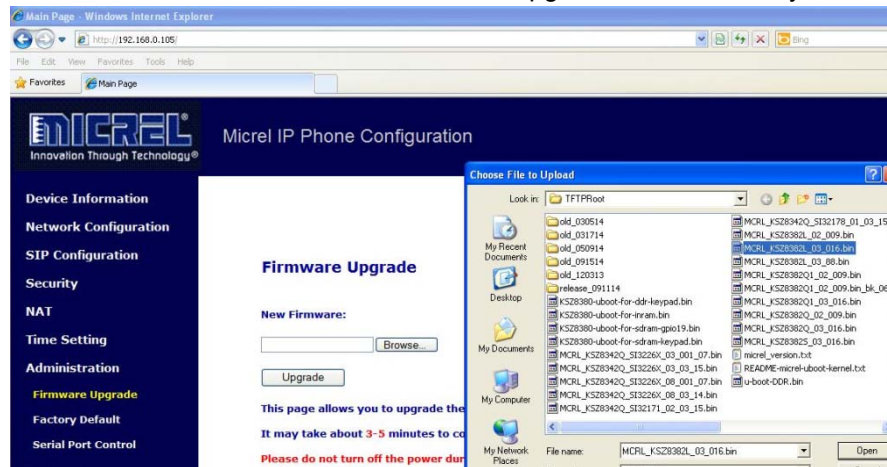 Main Page - Windows Internet Explorer
http://192.168.0.105/
Bing
File Edit View Favorites Tools Help
Favorites
Main Page
MICREL®
Innovation Through Technology®
Micrel IP Phone Configuration
Device Information
Network Configuration
SIP Configuration
Security
NAT
Time Setting
Administration
Firmware Upgrade
Factory Default
Serial Port Control
Firmware Upgrade
New Firmware:
Browse...
Upgrade
This page allows you to upgrade the
It may take about 3-5 minutes to co
Please do not turn off the power dur
Choose File to Upload
Look in:
TFTPRoot
My Recent Documents
Desktop
My Documents
My Computer
My Network Places
old_030514
old_031714
old_050914
old_091514
old_120313
release_091114
KSZ8380-uboot-for-ddr-keypad.bin
KSZ8380-uboot-for-inram.bin
KSZ8380-uboot-for-sdram-gpio19.bin
KSZ8380-uboot-for-sdram-keypad.bin
MCRL_KSZ8342Q_SI3226X_03_001_07.bin
MCRL_KSZ8342Q_SI3226X_03_03_15.bin
MCRL_KSZ8342Q_SI3226X_08_001_07.bin
MCRL_KSZ8342Q_SI3226X_08_03_14.bin
MCRL_KSZ8342Q_SI32171_02_03_15.bin
MCRL_KSZ8342Q_SI32178_01_03_15
MCRL_KSZ8382L_02_009.bin
MCRL_KSZ8382L_03_016.bin
MCRL_KSZ8382L_03_88.bin
MCRL_KSZ8382Q1_02_009.bin
MCRL_KSZ8382Q1_02_009.bin_bk_06
MCRL_KSZ8382Q1_03_016.bin
MCRL_KSZ8382Q_02_009.bin
MCRL_KSZ8382Q_03_016.bin
MCRL_KSZ8382S_03_016.bin
micrel_version.txt
README-micrel-uboot-kernel.txt
u-boot-DDR.bin
File name:
MCRL_KSZ8382L_03_016.bin
Open